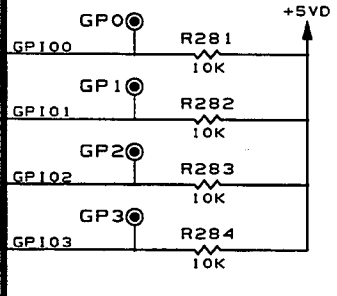 +5VD
GP0
R281
GPIO0
10K
GP1
R282
GPIO1
10K
GP2
R283
GPIO2
10K
GP3
R284
GPIO3
10K